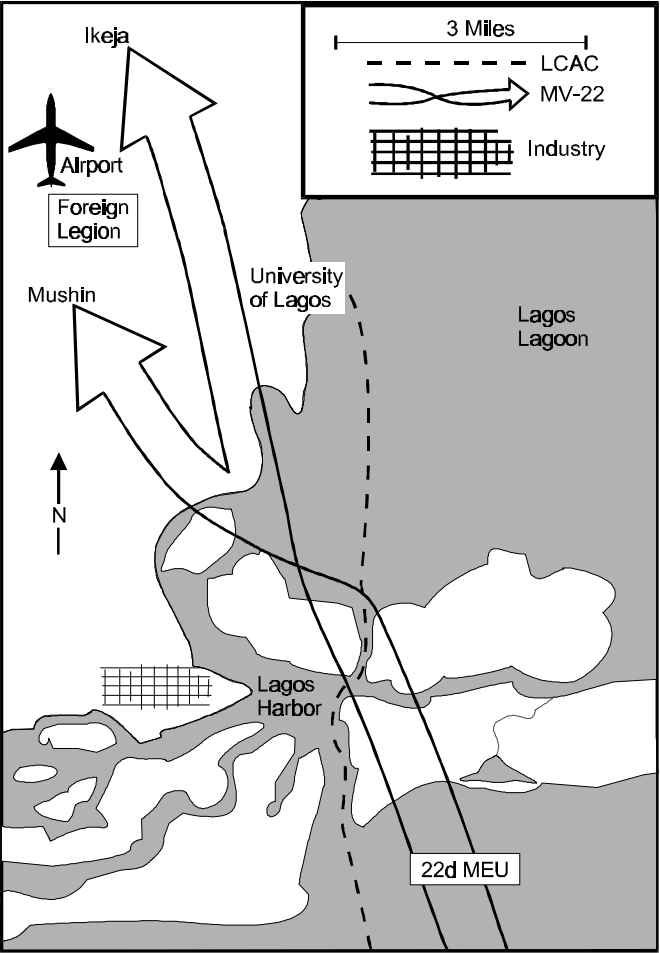 Ikeja
3 Miles
LCAC
MV-22
Industry
Airport
Foreign
Legion
University
of Lagos
Mushin
Lagos
Lagoon
N
Lagos
Harbor
22d MEU